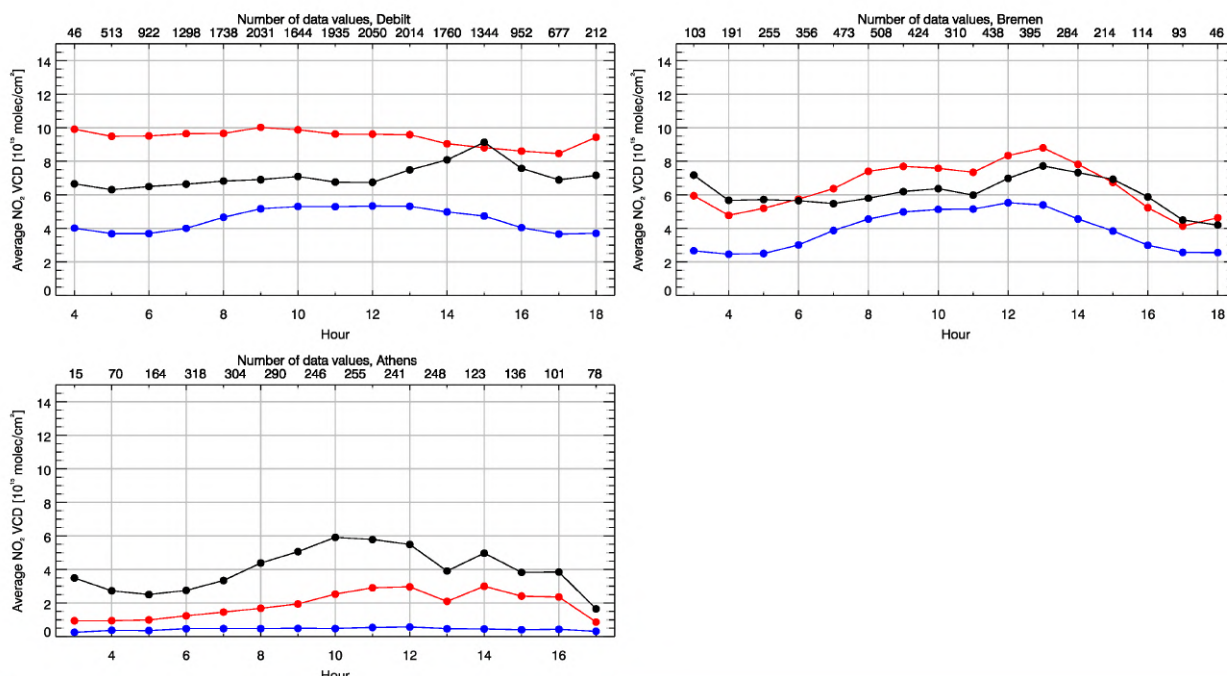 Number of data values, Debilt
46 513 922 1298 1738 2031 1644 1935 2050 2014 1760 1344 952 677 212
14
12
10
8
6
4
2
0
Average NO₂ VCD [10¹⁵ molec/cm²]
4 6 8 10 12 14 16 18
Hour
Number of data values, Bremen
103 191 255 356 473 508 424 310 438 395 284 214 114 93 46
14
12
10
8
6
4
2
0
Average NO₂ VCD [10¹⁵ molec/cm²]
4 6 8 10 12 14 16 18
Hour
Number of data values, Athens
15 70 164 318 304 290 246 255 241 248 123 136 101 78
14
12
10
8
6
4
2
0
Average NO₂ VCD [10¹⁵ molec/cm²]
4 6 8 10 12 14 16
Hour